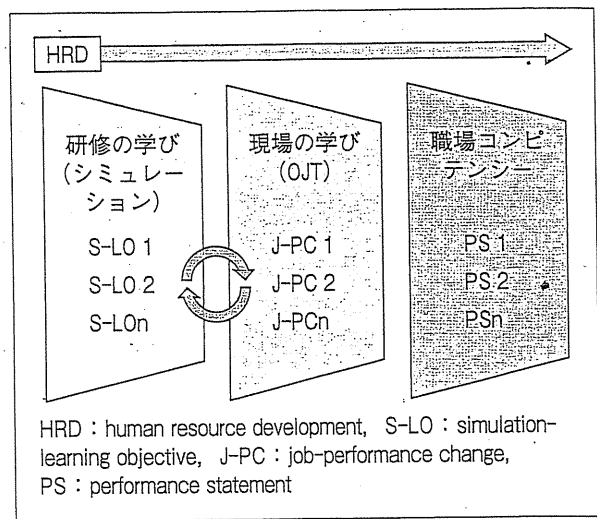 HRD
研修の学び
(シミュレー
ション)
S-LO 1
S-LO 2
S-LOn
現場の学び
(OJT)
J-PC 1
J-PC 2
J-PCn
職場コンピ
テンシー
PS 1
PS 2
PSn
HRD：human resource development, S-LO：simulation-
learning objective, J-PC：job-performance change,
PS：performance statement